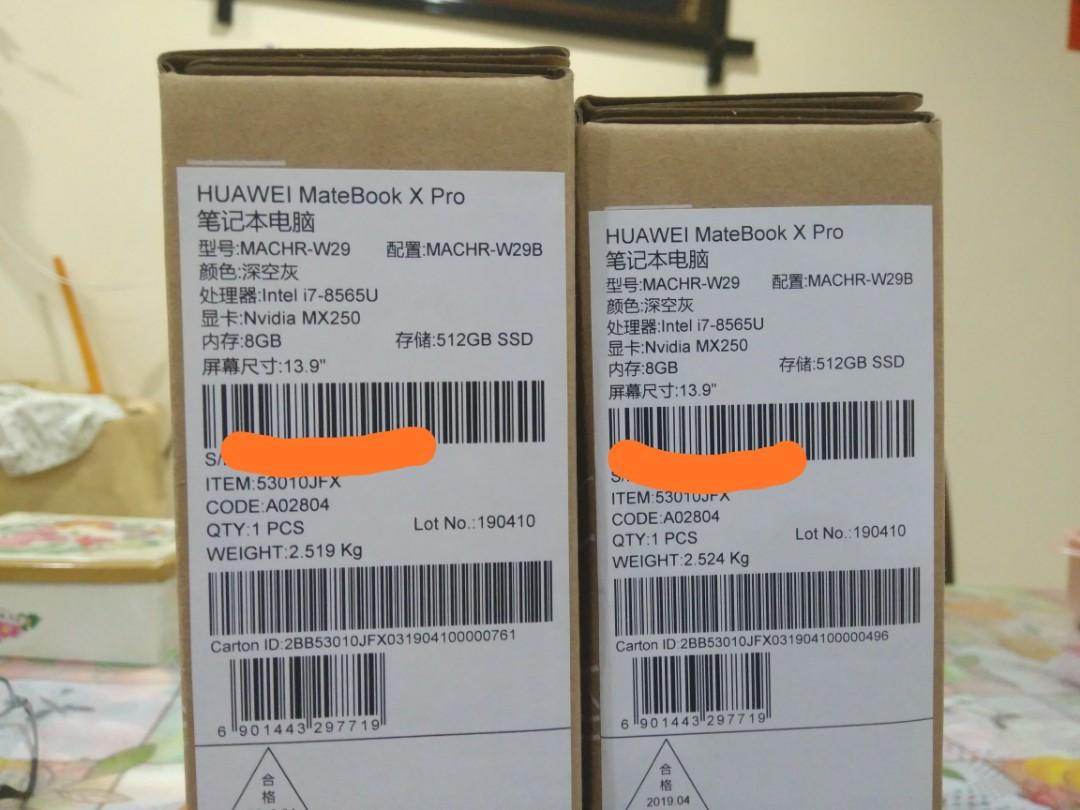 HUAWEI MateBook X Pro
笔记本电脑
型号:MACHR-W29 配置:MACHR-W29B
颜色:深空灰
处理器:Intel i7-8565U
显卡:Nvidia MX250
内存:8GB 存储:512GB SSD
屏幕尺寸:13.9"
S/
ITEM:53010JFX
CODE:A02804
QTY:1 PCS Lot No.:190410
WEIGHT:2.519 Kg
Carton ID:2BB53010JFX031904100000761
6 901443 297719
合
格
HUAWEI MateBook X Pro
笔记本电脑
型号:MACHR-W29 配置:MACHR-W29B
颜色:深空灰
处理器:Intel i7-8565U
显卡:Nvidia MX250
内存:8GB 存储:512GB SSD
屏幕尺寸:13.9"
ITEM:53010JFX
CODE:A02804
QTY:1 PCS Lot No.:190410
WEIGHT:2.524 Kg
Carton ID:2BB53010JFX031904100000496
6 901443 297719
合
格
2019.04